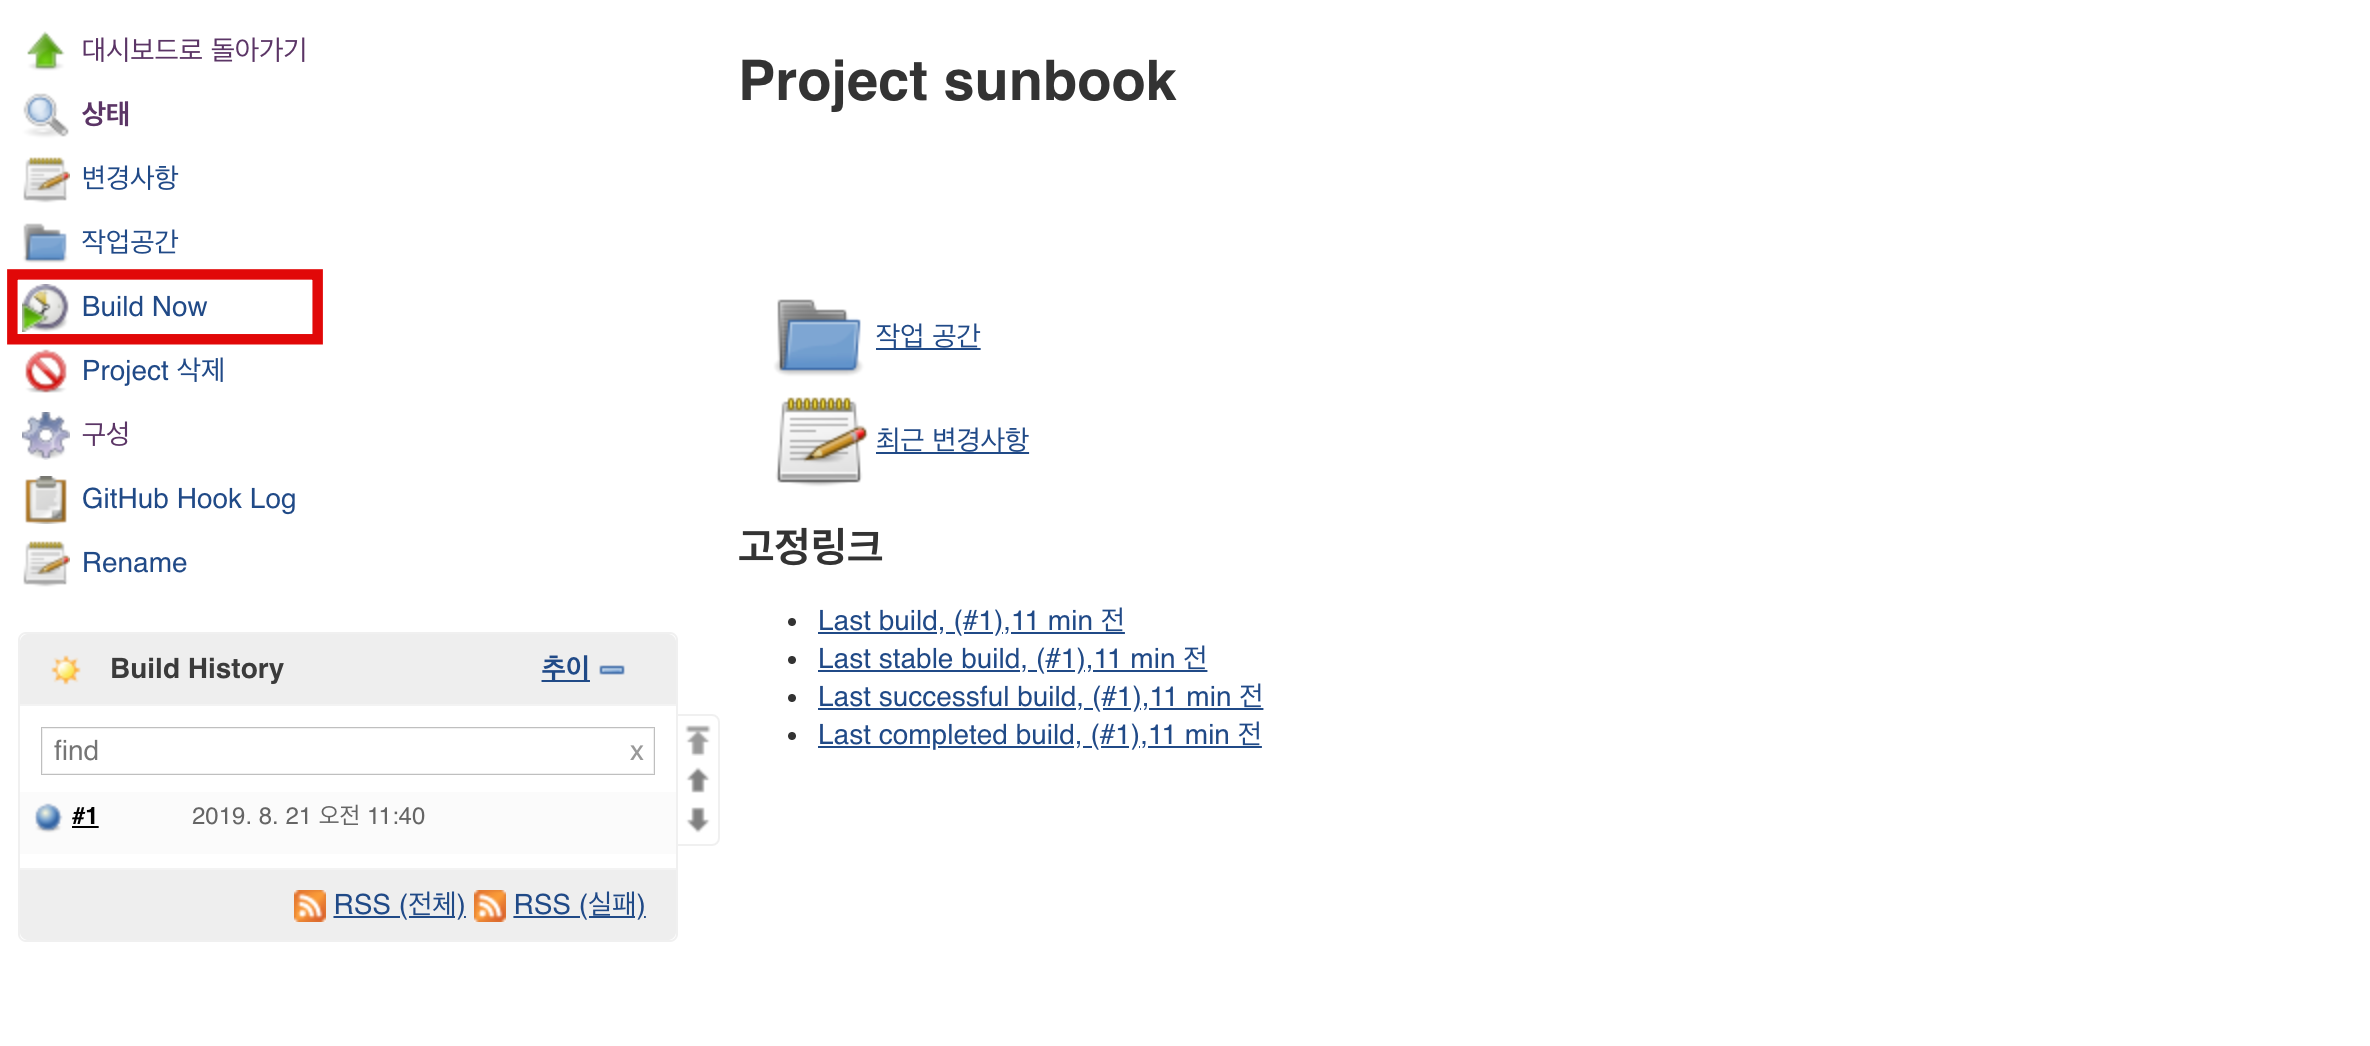 대시보드로 돌아가기
상태
변경사항
작업공간
Build Now
Project 삭제
구성
GitHub Hook Log
Rename
Build History 추이
find x
#1 2019. 8. 21 오전 11:40
RSS (전체) RSS (실패)
Project sunbook
작업 공간
최근 변경사항
고정링크
Last build, (#1),11 min 전
Last stable build, (#1),11 min 전
Last successful build, (#1),11 min 전
Last completed build, (#1),11 min 전